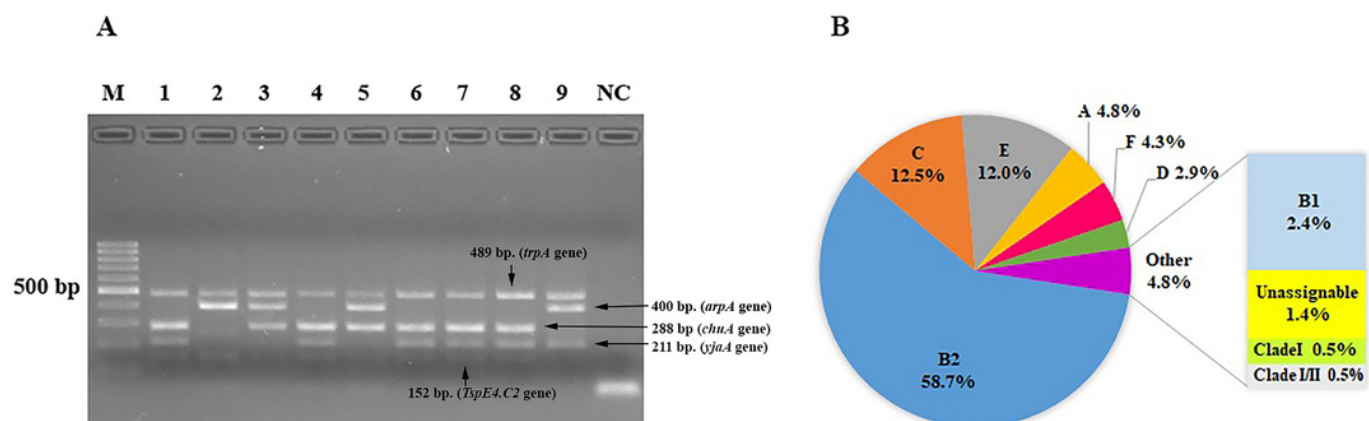 A
M 1 2 3 4 5 6 7 8 9 NC
500 bp
489 bp. (trpA gene)
400 bp. (arpA gene)
288 bp (chuA gene)
211 bp. (yjaA gene)
152 bp. (TspE4.C2 gene)
B
A 4.8%
F 4.3%
D 2.9%
C
12.5%
E
12.0%
Other
4.8%
B2
58.7%
B1
2.4%
Unassignable
1.4%
CladeI 0.5%
Clade I/II 0.5%